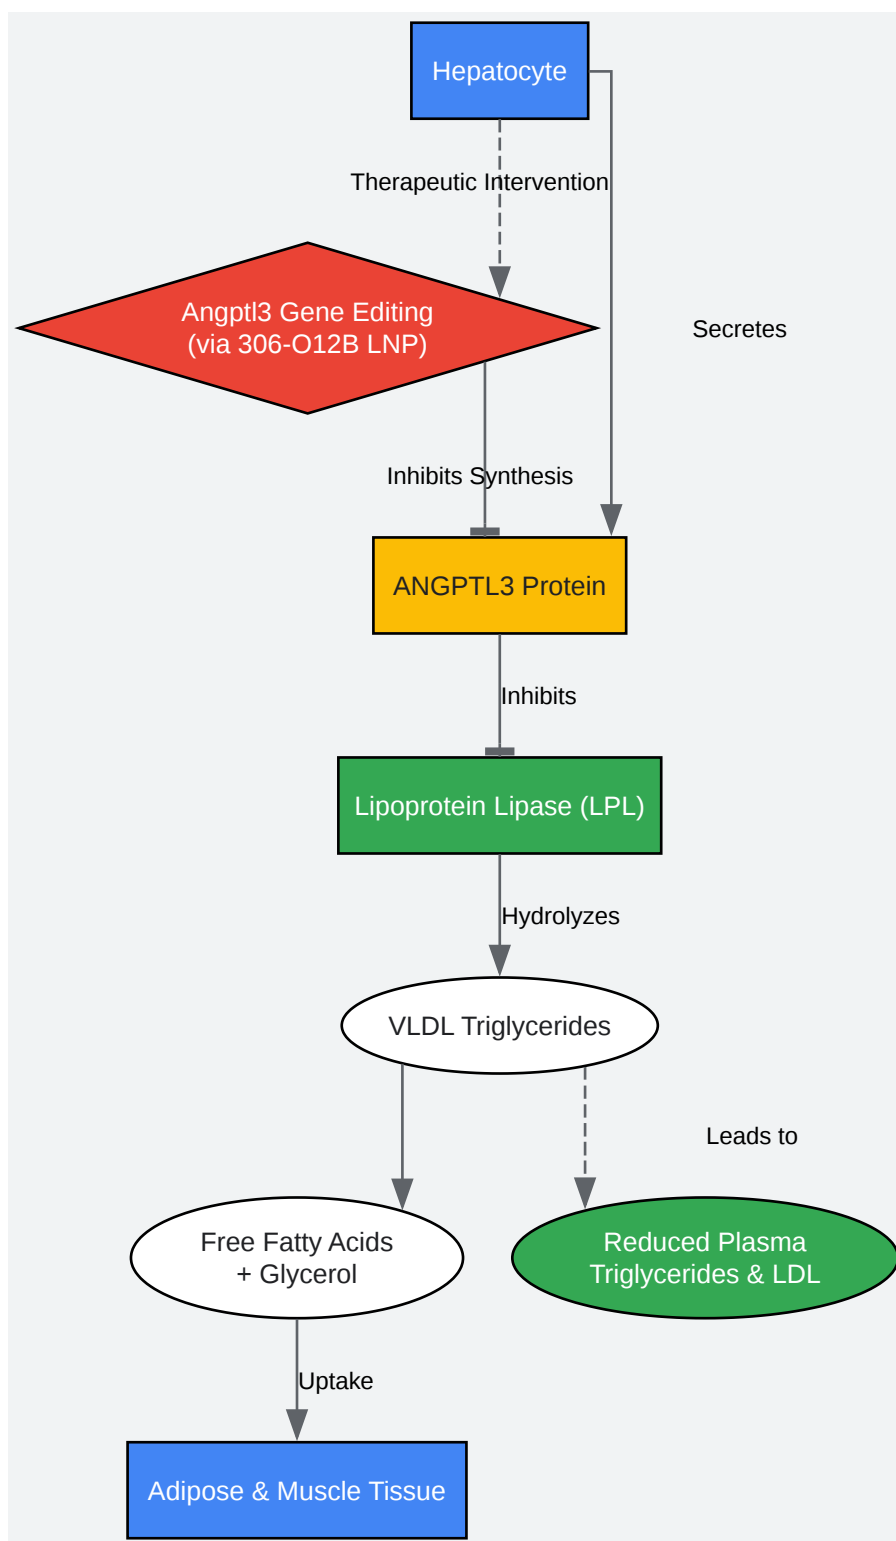 Hepatocyte
Therapeutic Intervention
Angptl3 Gene Editing
(via 306-O12B LNP)
Secretes
Inhibits Synthesis
ANGPTL3 Protein
Inhibits
Lipoprotein Lipase (LPL)
Hydrolyzes
VLDL Triglycerides
Leads to
Free Fatty Acids
+ Glycerol
Reduced Plasma
Triglycerides & LDL
Uptake
Adipose & Muscle Tissue